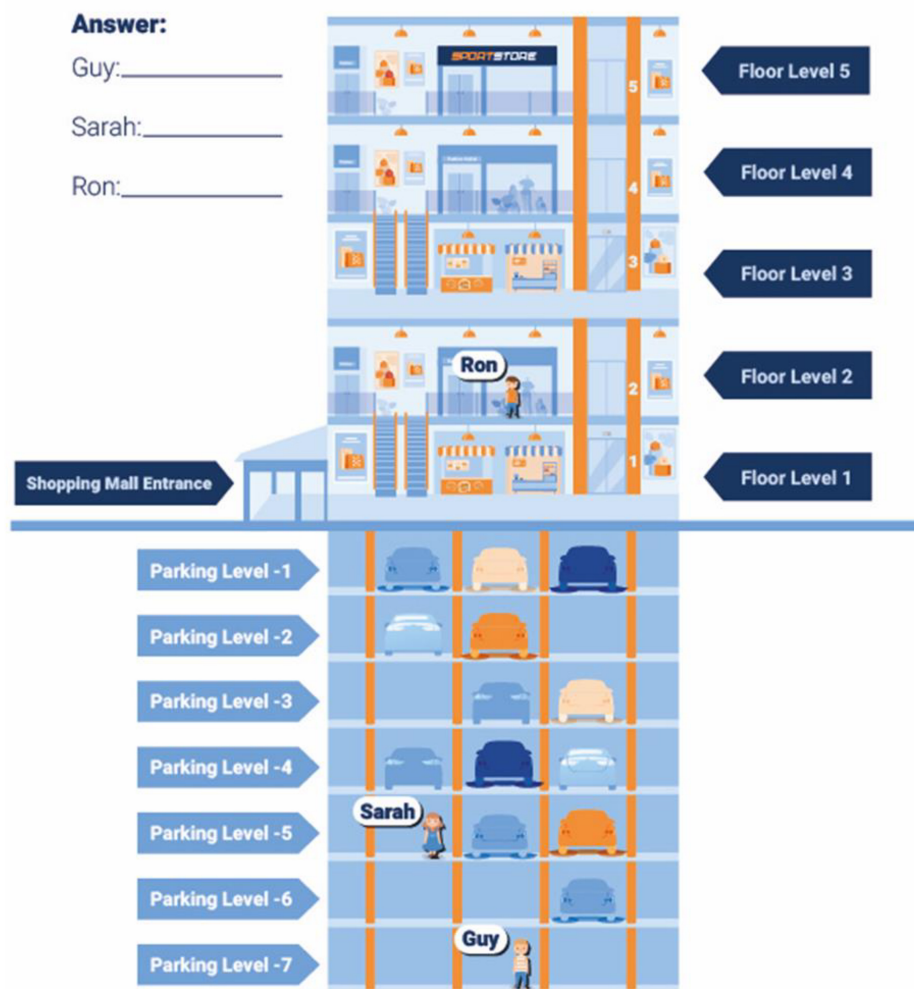 Answer:
Guy:
Sarah:
Ron:
SPORTSTORE
5
Floor Level 5
4
Floor Level 4
3
Floor Level 3
Ron
2
Floor Level 2
1
Shopping Mall Entrance
Floor Level 1
Parking Level -1
Parking Level -2
Parking Level -3
Parking Level -4
Sarah
Parking Level -5
Parking Level -6
Guy
Parking Level -7